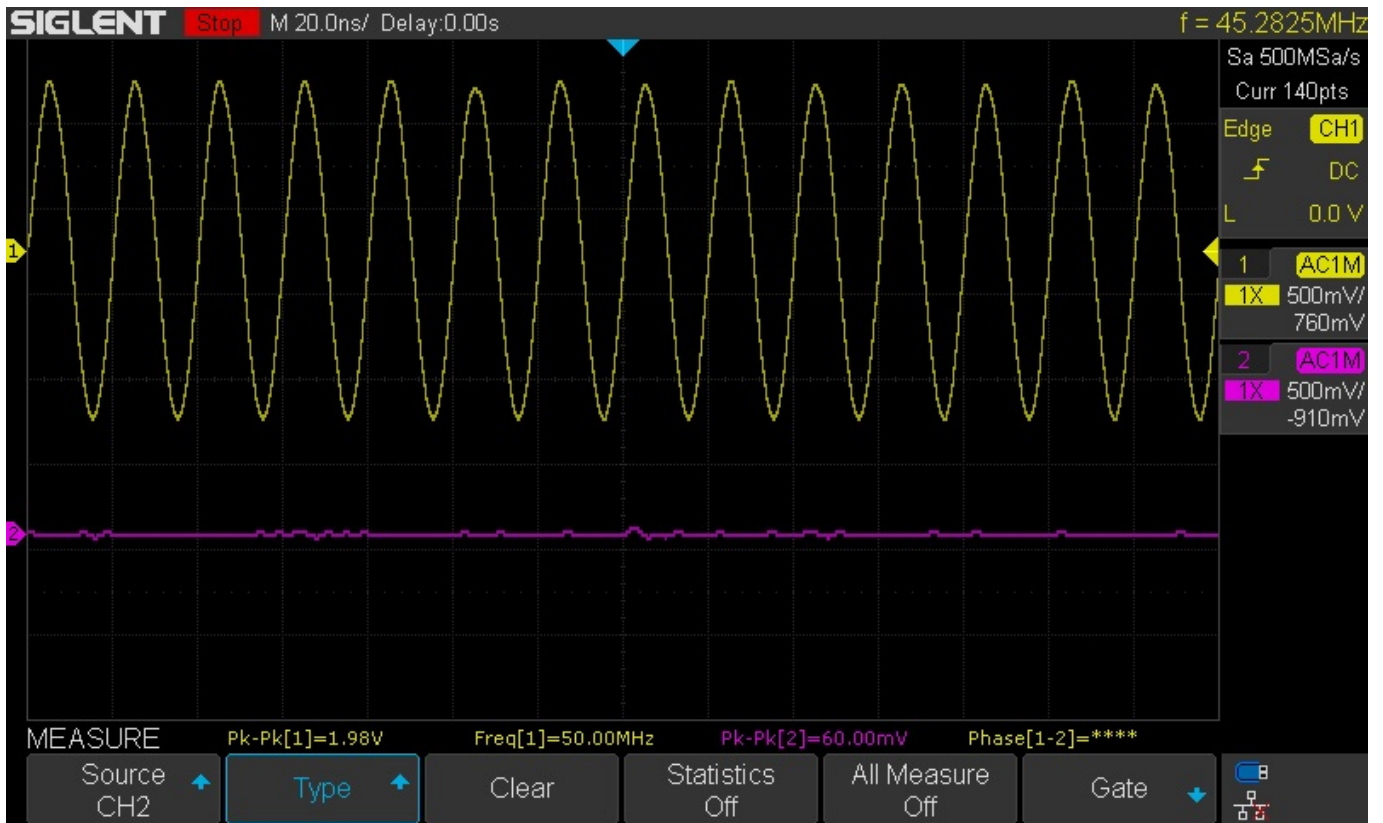 SIGLENT Stop M 20.0ns/ Delay:0.00s f = 45.2825MHz
Sa 500MSa/s
Curr 140pts
Edge CH1
DC
L 0.0 V
1
1 AC1M
1X 500mV/
760mV
2 AC1M
1X 500mV/
-910mV
2
MEASURE Pk-Pk[1]=1.98V Freq[1]=50.00MHz Pk-Pk[2]=60.00mV Phase[1-2]=****
Source Type Clear Statistics All Measure Gate
CH2 Off Off